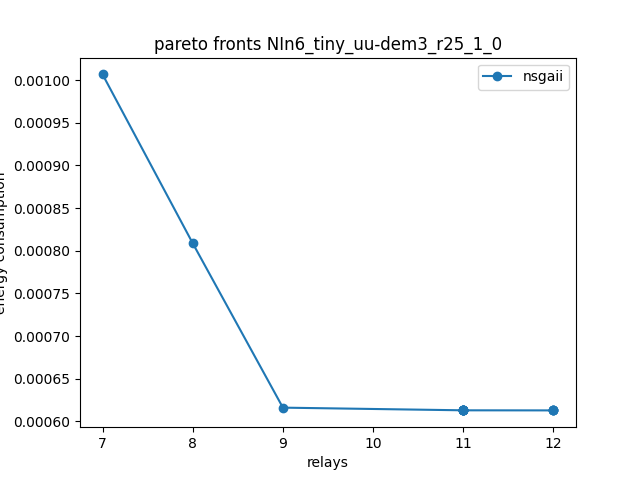 pareto fronts NIn6_tiny_uu-dem3_r25_1_0
nsgaii
0.00100
0.00095
0.00090
0.00085
0.00080
0.00075
0.00070
0.00065
0.00060
energy consumption
7 8 9 10 11 12
relays